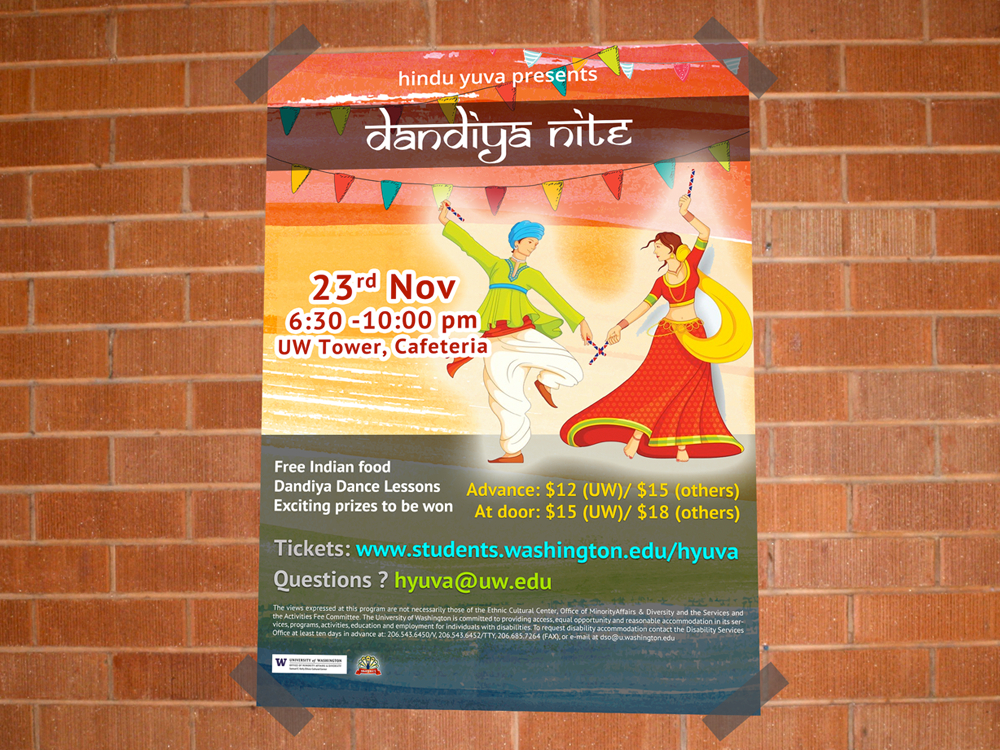 hindu yuva presents
dandiya nite
23rd Nov
6:30 -10:00 pm
UW Tower, Cafeteria
Free Indian food
Dandiya Dance Lessons
Exciting prizes to be won
Advance: $12 (UW)/ $15 (others)
At door: $15 (UW)/ $18 (others)
Tickets: www.students.washington.edu/hyuva
Questions ? hyuva@uw.edu
The views expressed at this program are not necessarily those of the Ethnic Cultural Center, Office of MinorityAffairs & Diversity and the Services and
the Activities Fee Committee. The University of Washington is committed to providing access, equal opportunity and reasonable accommodation in its ser-
vices, programs, activities, education and employment for individuals with disabilities. To request disability accommodation contact the Disability Services
Office at least ten days in advance at: 206.543.6450/V, 206.543.6452/TTY, 206.685.7264 (FAX), or e-mail at dso@u.washington.edu
W UNIVERSITY of WASHINGTON